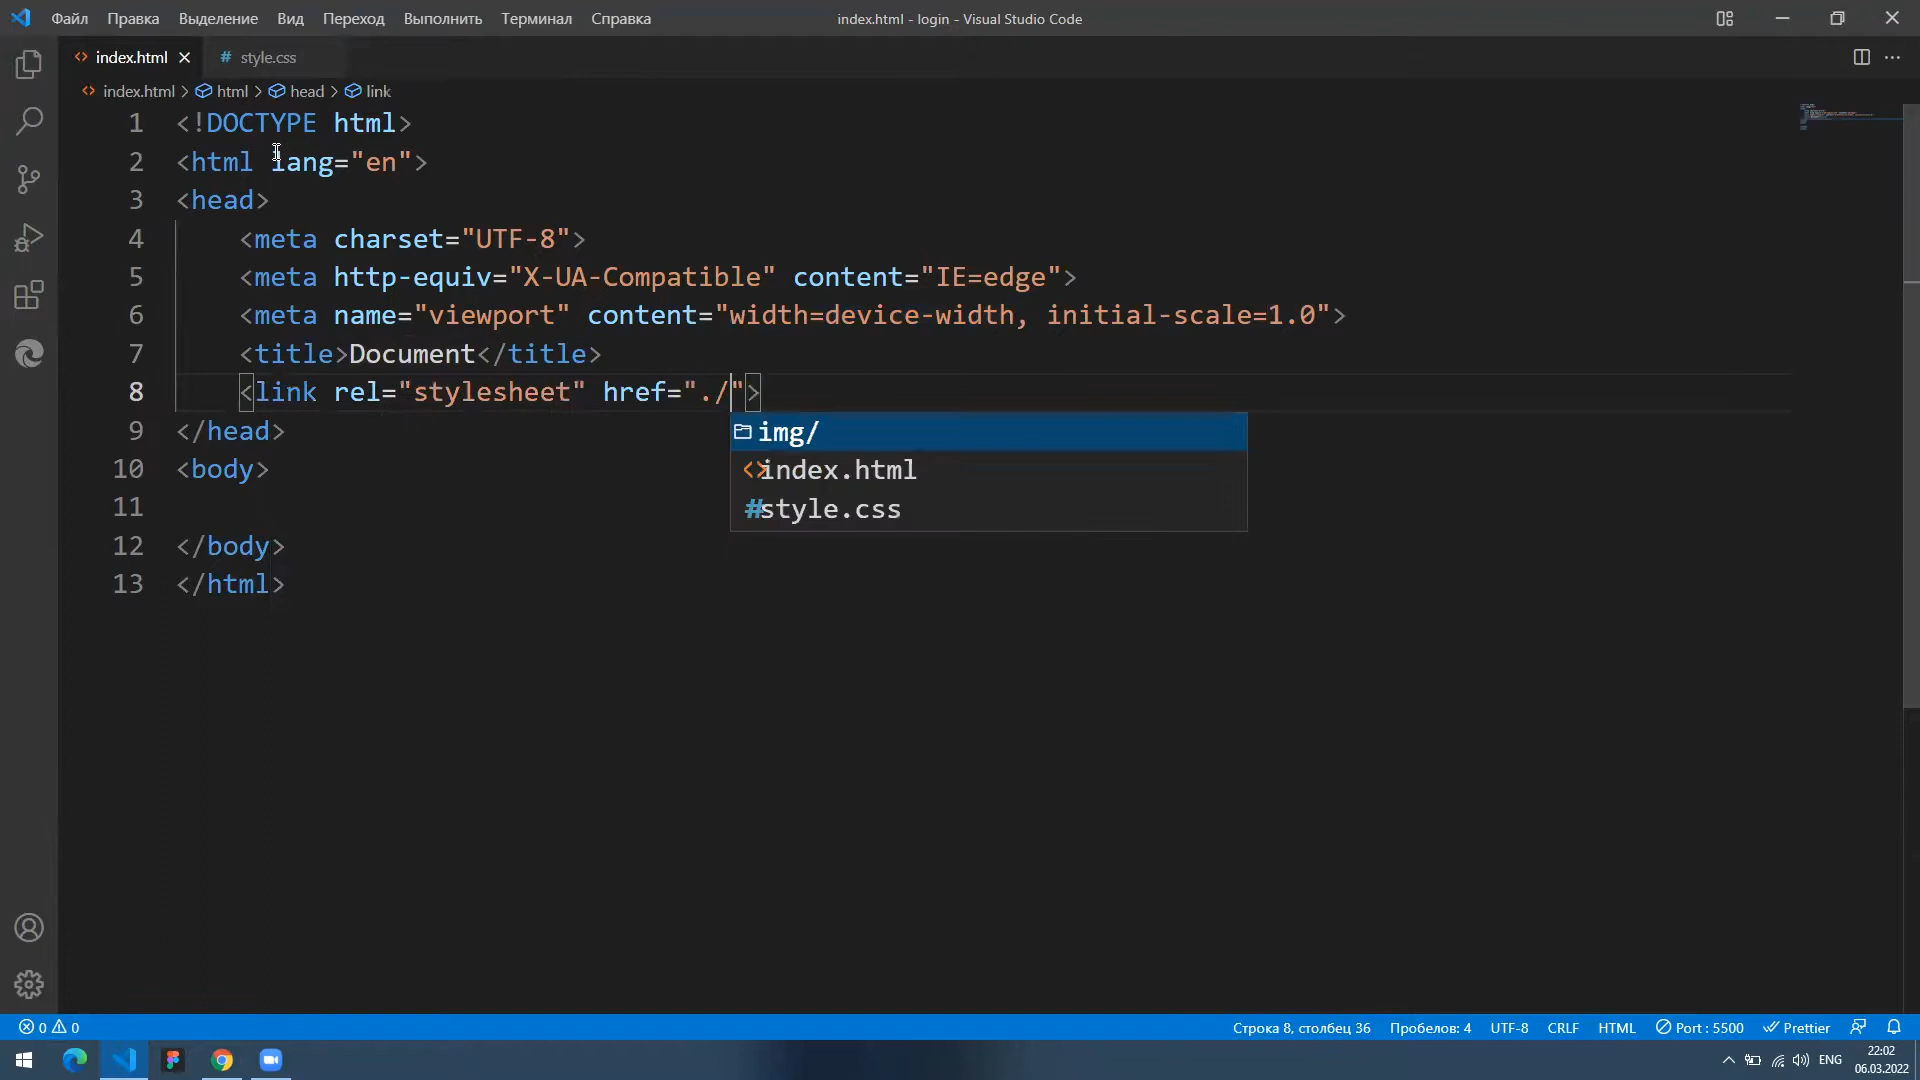 Файл Правка Выделение Вид Переход Выполнить Терминал Справка index.html - login - Visual Studio Code
index.html # style.css
index.html > html > head > link
1 <!DOCTYPE html>
2 <html lang="en">
3 <head>
4 <meta charset="UTF-8">
5 <meta http-equiv="X-UA-Compatible" content="IE=edge">
6 <meta name="viewport" content="width=device-width, initial-scale=1.0">
7 <title>Document</title>
8 <link rel="stylesheet" href="./">
9 </head>
img/
10 <body>
index.html
11
#style.css
12 </body>
13 </html>
0 0 Строка 8, столбец 36 Пробелов: 4 UTF-8 CRLF HTML Port : 5500 Prettier
ENG 22:02
06.03.2022